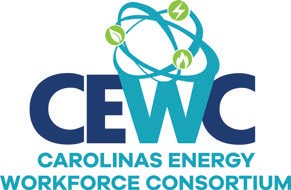 CEWC
CAROLINAS ENERGY
WORKFORCE CONSORTIUM